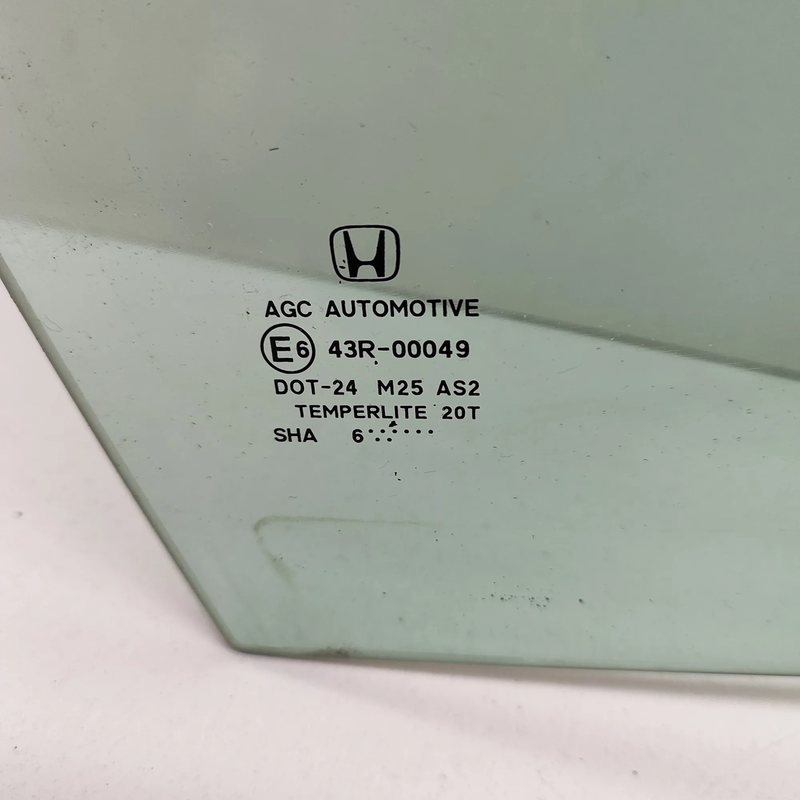 AGC AUTOMOTIVE
E6 43R-00049
DOT-24 M25 AS2
TEMPERLITE 20T
SHA 6